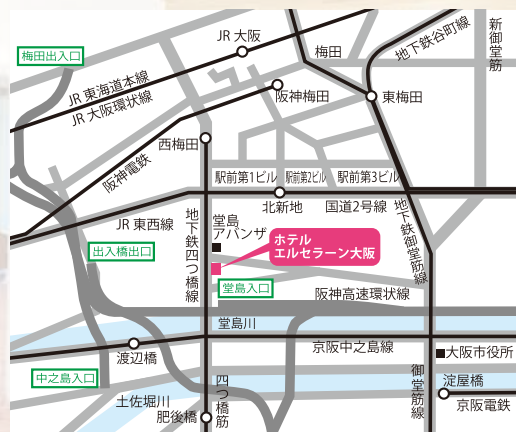 JR 大阪
新御堂筋
梅田出入口
梅田
地下鉄谷町線
JR 東海道本線
JR 大阪環状線
阪神梅田
東梅田
西梅田
阪神電鉄
駅前第1ビル
駅前第2ビル
駅前第3ビル
北新地
国道2号線
JR 東西線
地下鉄四つ橋線
堂島
アバンザ
地下鉄御堂筋線
ホテル
エルセラーン大阪
出入橋出口
堂島入口
阪神高速環状線
堂島川
京阪中之島線
渡辺橋
大阪市役所
中之島入口
四つ橋筋
御堂筋線
淀屋橋
土佐堀川
肥後橋
京阪電鉄